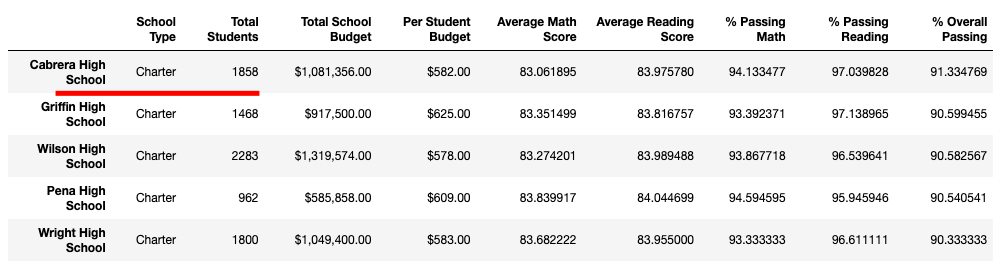 School Type Total Students Total School Budget Per Student Budget Average Math Score Average Reading Score % Passing Math % Passing Reading % Overall Passing
Cabrera High School Charter 1858 $1,081,356.00 $582.00 83.061895 83.975780 94.133477 97.039828 91.334769
Griffin High School Charter 1468 $917,500.00 $625.00 83.351499 83.816757 93.392371 97.138965 90.599455
Wilson High School Charter 2283 $1,319,574.00 $578.00 83.274201 83.989488 93.867718 96.539641 90.582567
Pena High School Charter 962 $585,858.00 $609.00 83.839917 84.044699 94.594595 95.945946 90.540541
Wright High School Charter 1800 $1,049,400.00 $583.00 83.682222 83.955000 93.333333 96.611111 90.333333